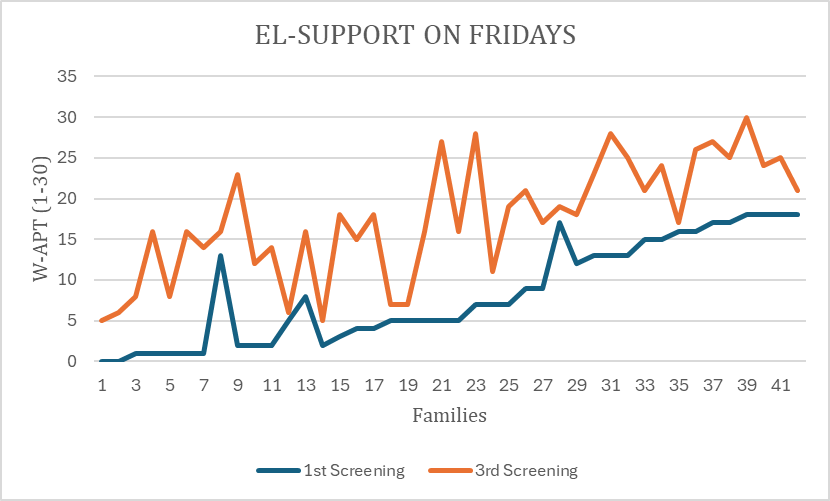 EL-SUPPORT ON FRIDAYS
35
30
25
20
15
10
5
0
W-APT (1-30)
1 3 5 7 9 11 13 15 17 19 21 23 25 27 29 31 33 35 37 39 41
Families
1st Screening 3rd Screening